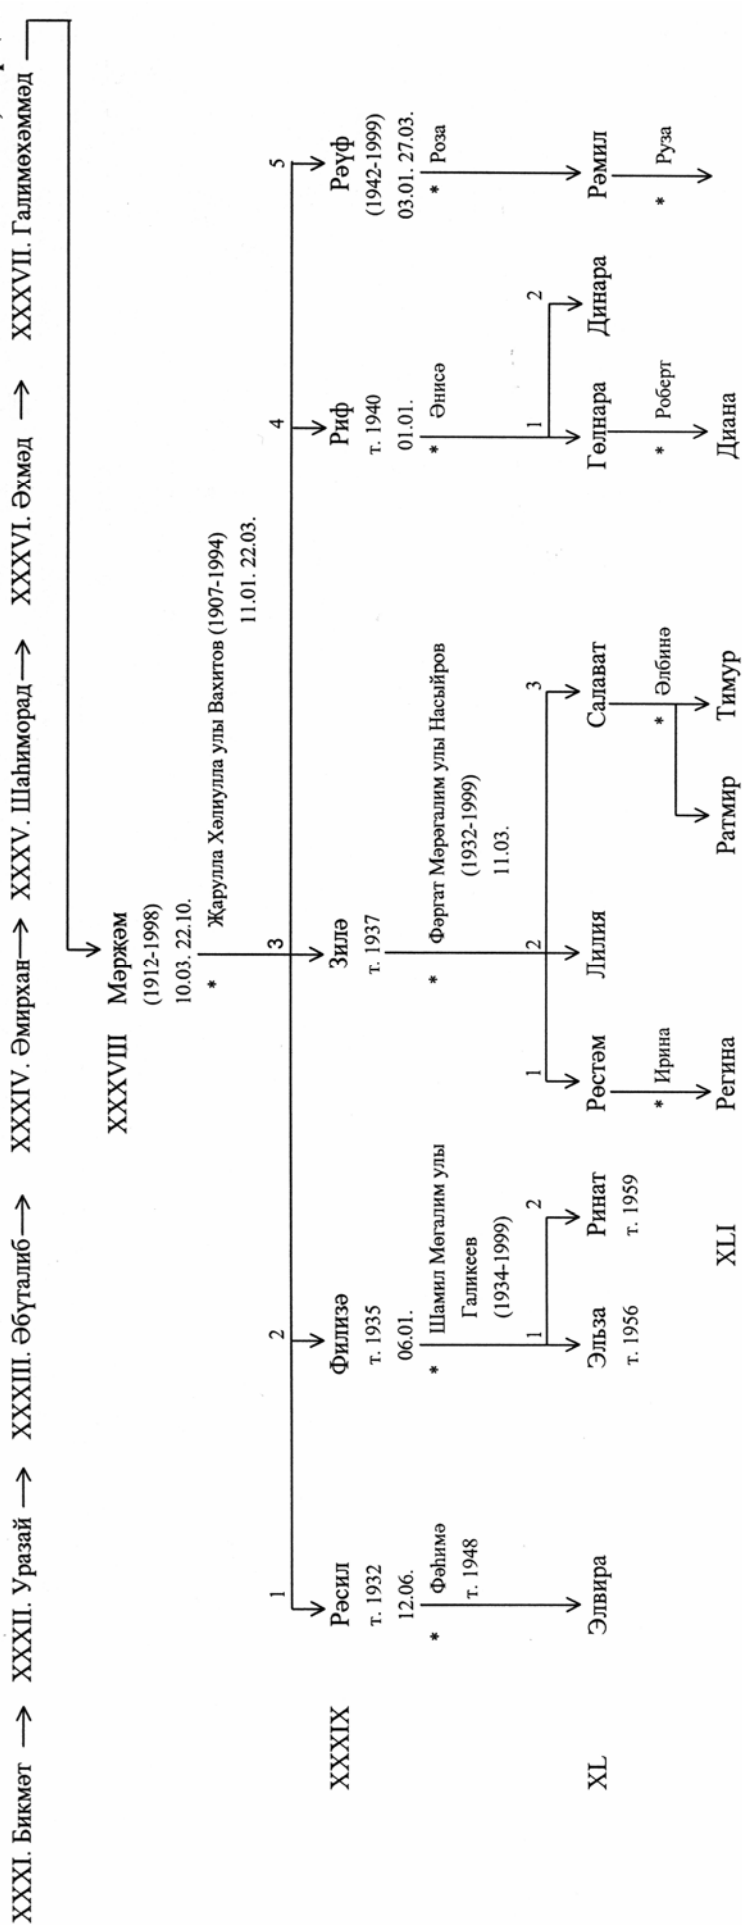 XXXI. Бикмәт → XXXII. Уразай → XXXIII. Әбүталиб → XXXIV. Әмирхан → XXXV. Шаһиморад → XXXVI. Әхмәд → XXXVII. Галимөхәммәд
XXXVIII Мәрҗәм
(1912-1998)
10.03. 22.10.
* Җарулла Хәлиулла улы Вахитов (1907-1994)
11.01. 22.03.
1 2 3 4 5
XXXIX Рәсил Филизә Зилә Риф Рәүф
т. 1932 т. 1935 т. 1937 т. 1940 (1942-1999)
12.06. 06.01. 01.01. 03.01. 27.03.
* Фәһимә * Шамил Мөгалим улы * Фәргат Мәрәгалим улы Насыйров * Әнисә * Роза
т. 1948 Галикеев (1932-1999)
(1934-1999) 11.03.
1 2 1 2 3 1 2
XL Элвира Эльза Ринат Рөстәм Лилия Салават Гөлнара Динара Рәмил
т. 1956 т. 1959
* Ирина * Әлбинә * Роберт * Руза
XLI Регина Ратмир Тимур Диана